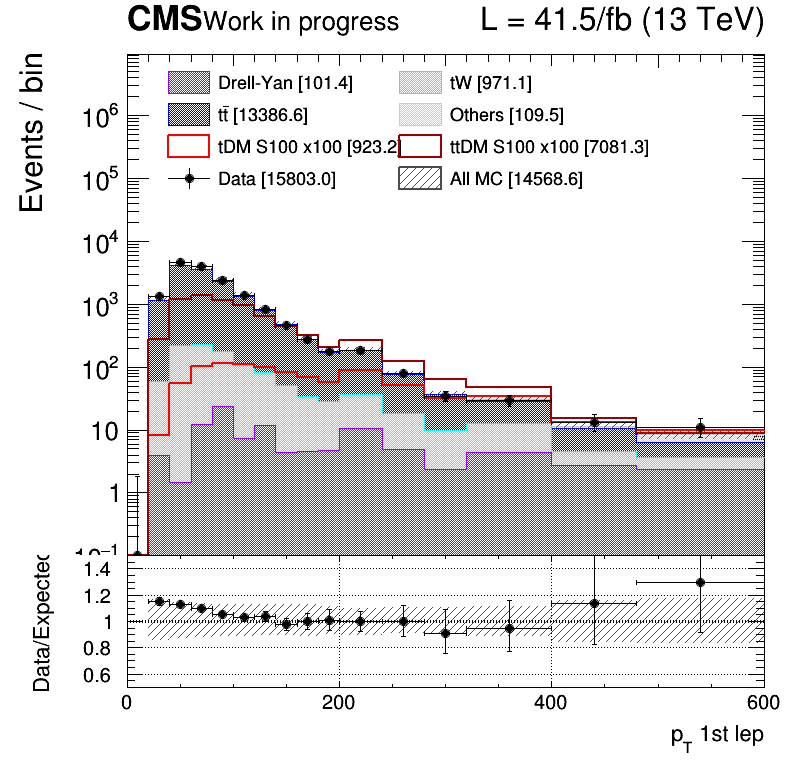 CMS Work in progress L = 41.5/fb (13 TeV)
Events / bin
Drell-Yan [101.4] tW [971.1]
tt̄ [13386.6] Others [109.5]
tDM S100 x100 [923.2] ttDM S100 x100 [7081.3]
Data [15803.0] All MC [14568.6]
10⁶
10⁵
10⁴
10³
10²
10
1
10⁻¹
Data/Expected
1.4
1.2
1
0.8
0.6
0 200 400 600
p_T 1st lep